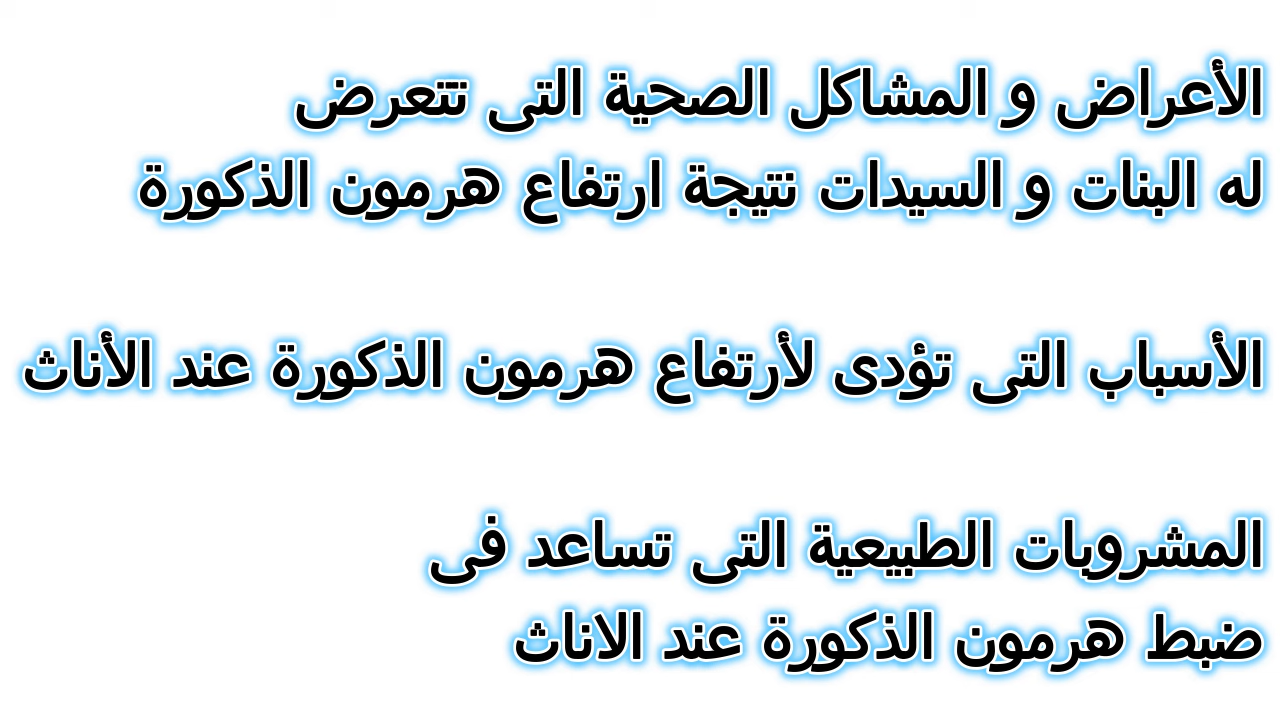 الأعراض و المشاكل الصحية التى تتعرض
له البنات و السيدات نتيجة ارتفاع هرمون الذكورة
الأسباب التى تؤدى لأرتفاع هرمون الذكورة عند الأناث
المشروبات الطبيعية التى تساعد فى
ضبط هرمون الذكورة عند الاناث